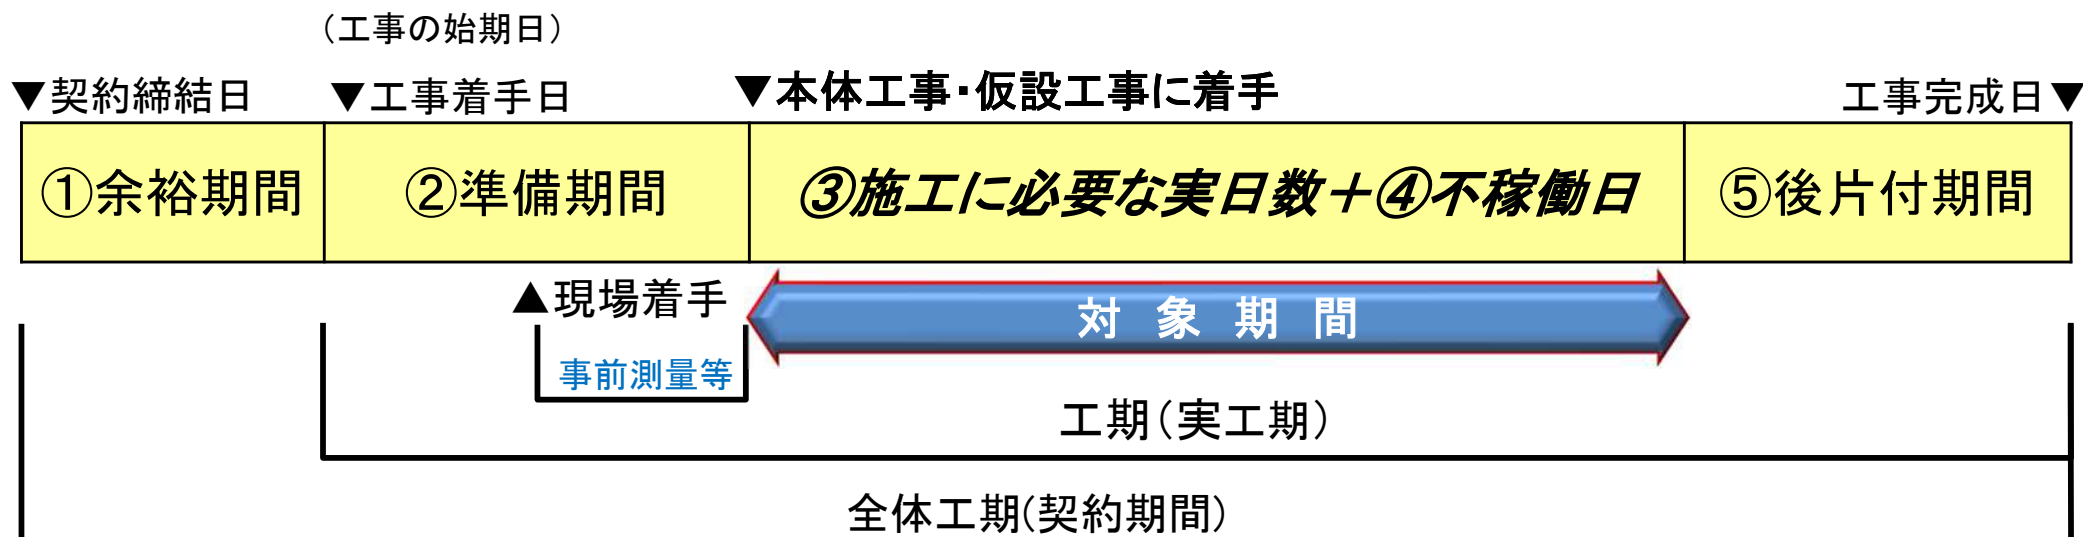 （工事の始期日）
▼契約締結日 ▼工事着手日 ▼本体工事・仮設工事に着手 工事完成日▼
①余裕期間 ②準備期間 ③施工に必要な実日数＋④不稼働日 ⑤後片付期間
▲現場着手 対象期間
事前測量等
工期（実工期）
全体工期(契約期間)